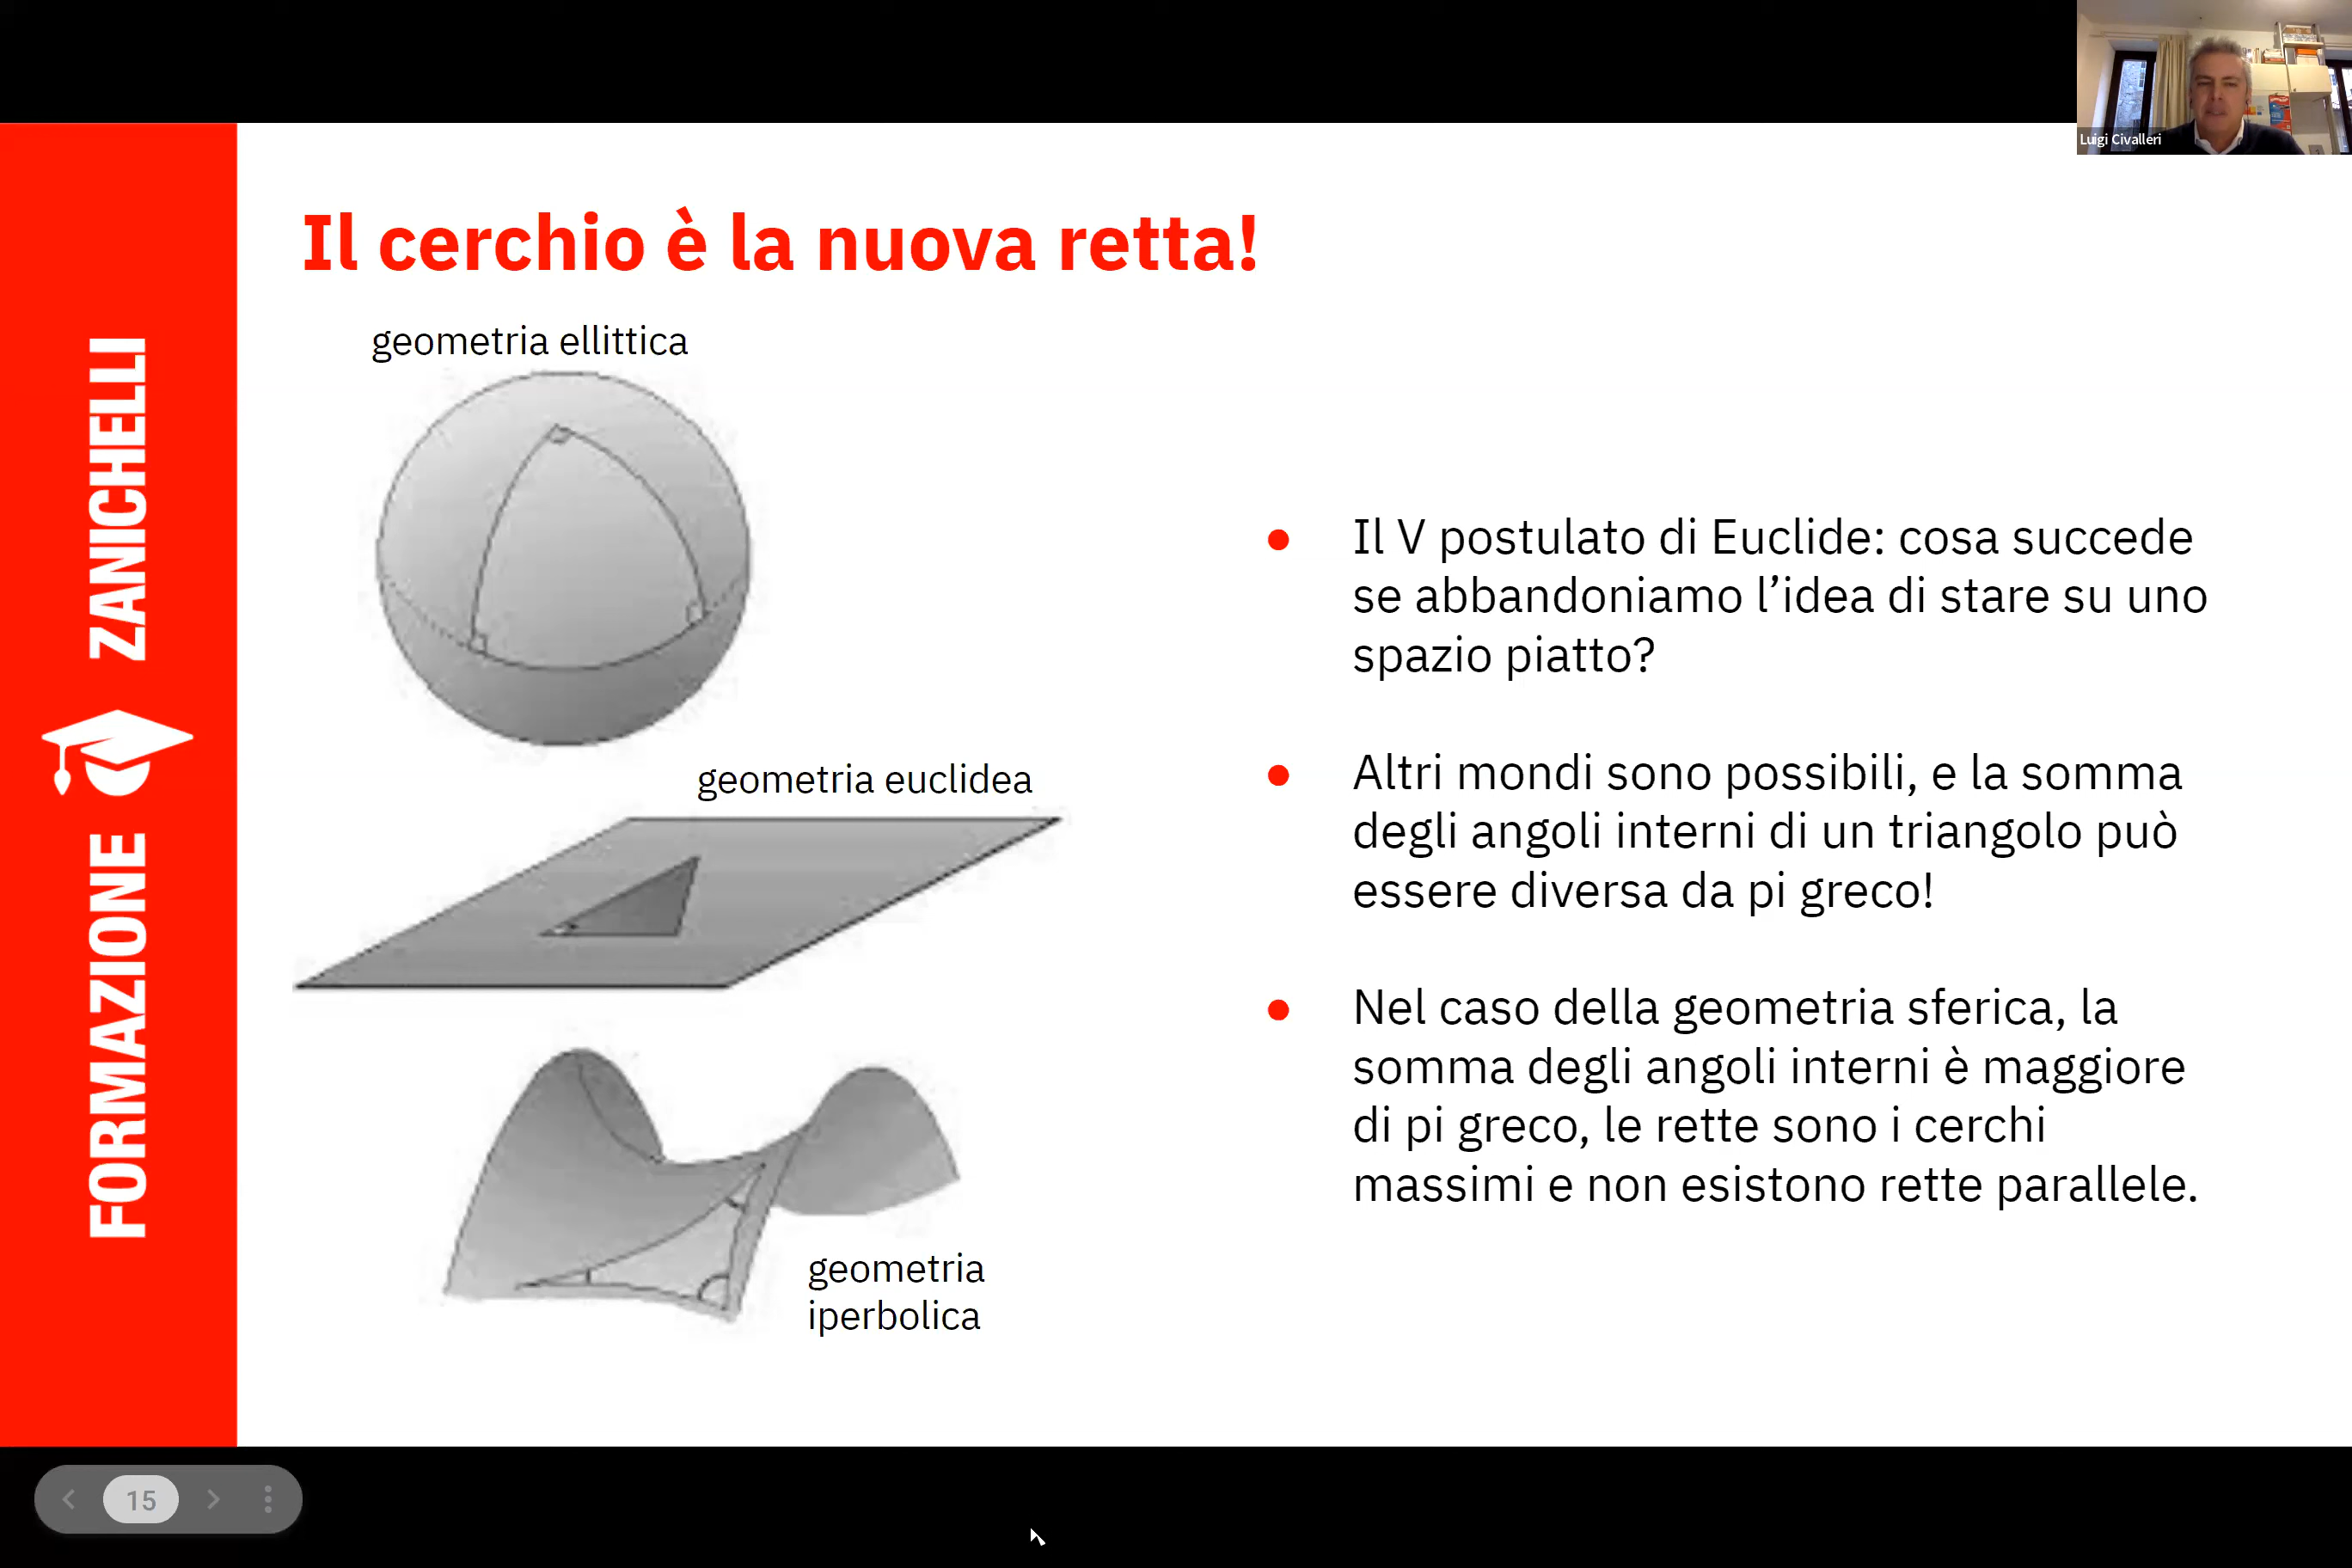 Luigi Civalleri
FORMAZIONE ZANICHELLI
Il cerchio è la nuova retta!
geometria ellittica
geometria euclidea
geometria
iperbolica
Il V postulato di Euclide: cosa succede
se abbandoniamo l’idea di stare su uno
spazio piatto?
Altri mondi sono possibili, e la somma
degli angoli interni di un triangolo può
essere diversa da pi greco!
Nel caso della geometria sferica, la
somma degli angoli interni è maggiore
di pi greco, le rette sono i cerchi
massimi e non esistono rette parallele.
15